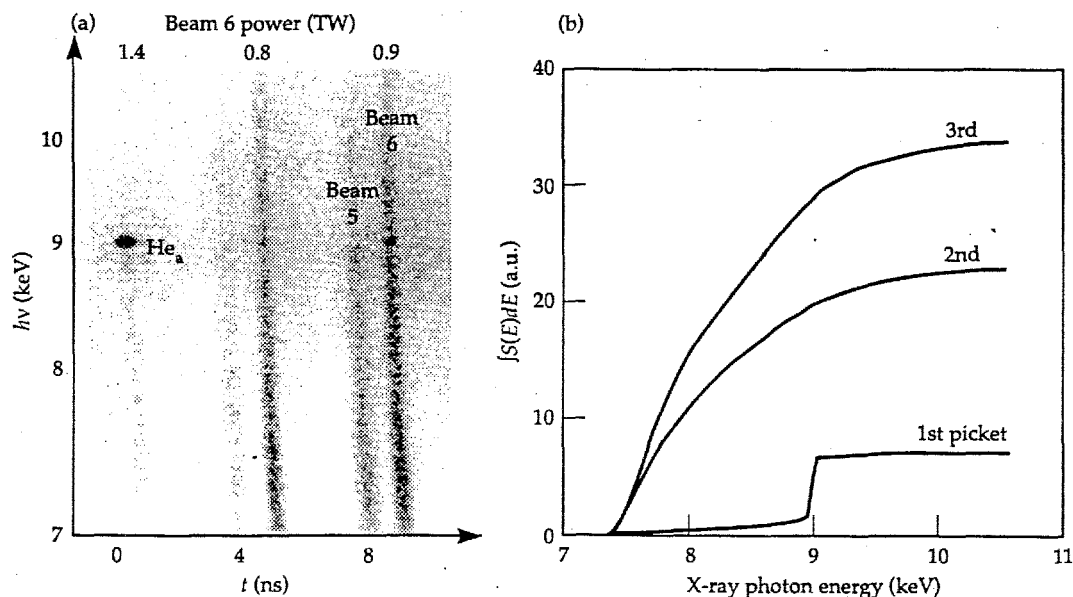 (a)
Beam 6 power (TW)
1.4 0.8 0.9
hν (keV)
10
9
8
7
Beam
6
Beam
5
He_a
0 4 8
t (ns)
(b)
∫S(E)dE (a.u.)
40
30
20
10
0
3rd
2nd
1st picket
7 8 9 10 11
X-ray photon energy (keV)